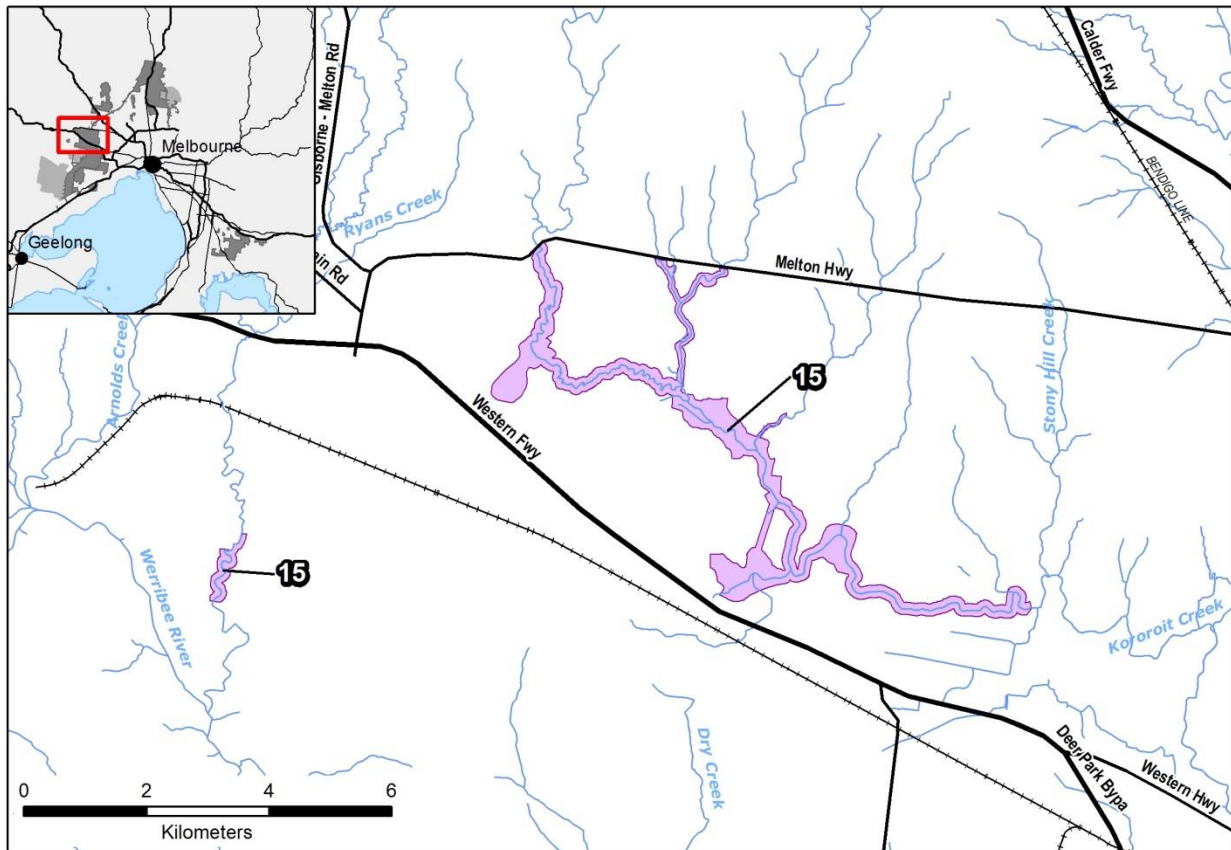 Melbourne
Geelong
Gisborne - Melton Rd
Calder Fwy
BENDIGO LINE
Ryans Creek
Melton Hwy
Stony Hill Creek
Arnolds Creek
Western Fwy
15
15
Werribee River
Kororoit Creek
Dry Creek
Deer Park Bypa
Western Hwy
0 2 4 6
Kilometers